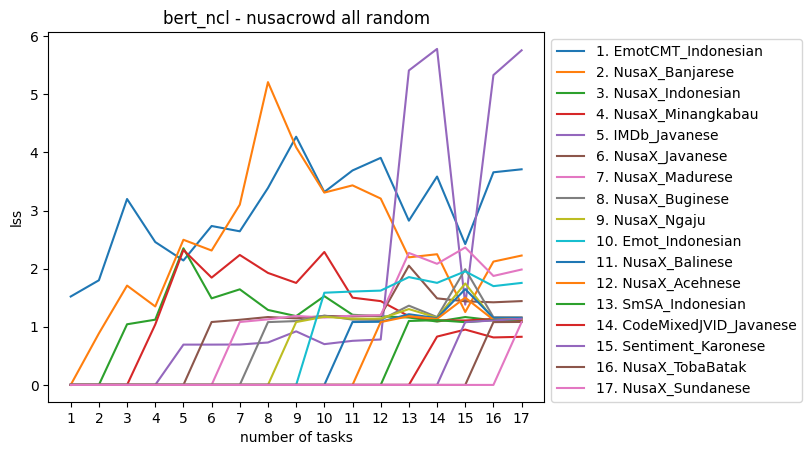 bert_ncl - nusacrowd all random
lss
6
5
4
3
2
1
0
1 2 3 4 5 6 7 8 9 10 11 12 13 14 15 16 17
number of tasks
1. EmotCMT_Indonesian
2. NusaX_Banjarese
3. NusaX_Indonesian
4. NusaX_Minangkabau
5. IMDb_Javanese
6. NusaX_Javanese
7. NusaX_Madurese
8. NusaX_Buginese
9. NusaX_Ngaju
10. Emot_Indonesian
11. NusaX_Balinese
12. NusaX_Acehnese
13. SmSA_Indonesian
14. CodeMixedJVID_Javanese
15. Sentiment_Karonese
16. NusaX_TobaBatak
17. NusaX_Sundanese